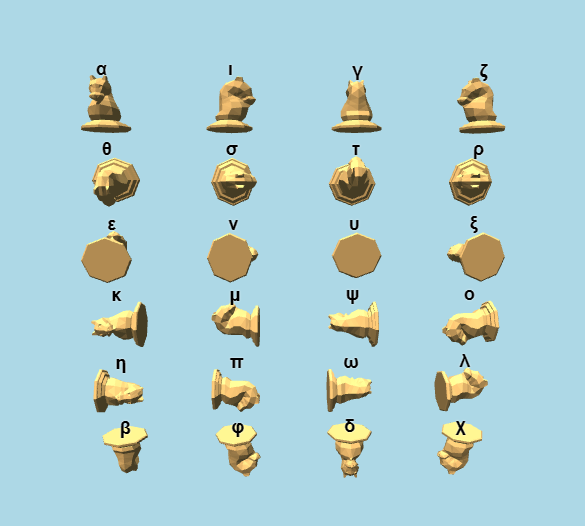 α ι γ ζ
θ σ τ ρ
ε ν υ ξ
κ μ ψ ο
η π ω λ
β φ δ χ